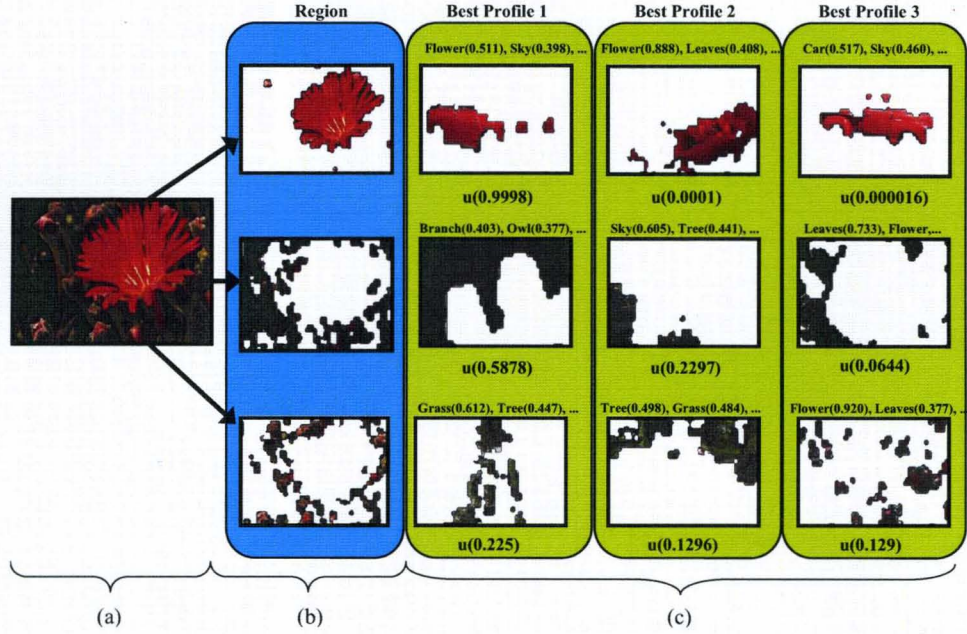 Region
Best Profile 1
Best Profile 2
Best Profile 3
Flower(0.511), Sky(0.398), ...
Flower(0.888), Leaves(0.408), ...
Car(0.517), Sky(0.460), ...
u(0.9998)
u(0.0001)
u(0.000016)
Branch(0.403), Owl(0.377), ...
Sky(0.605), Tree(0.441), ...
Leaves(0.733), Flower,...
u(0.5878)
u(0.2297)
u(0.0644)
Grass(0.612), Tree(0.447), ...
Tree(0.498), Grass(0.484), ...
Flower(0.920), Leaves(0.377), ..
u(0.225)
u(0.1296)
u(0.129)
(a)
(b)
(c)